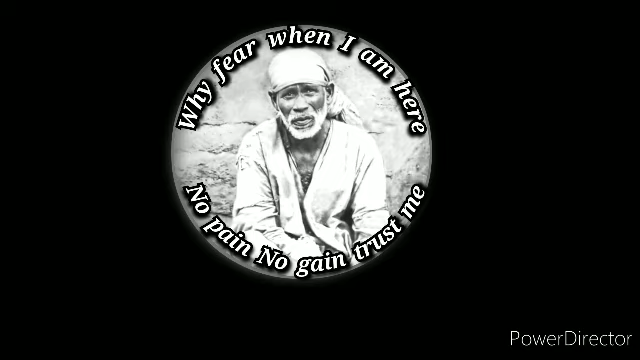 Why fear when I am here
No pain No gain trust me
PowerDirector